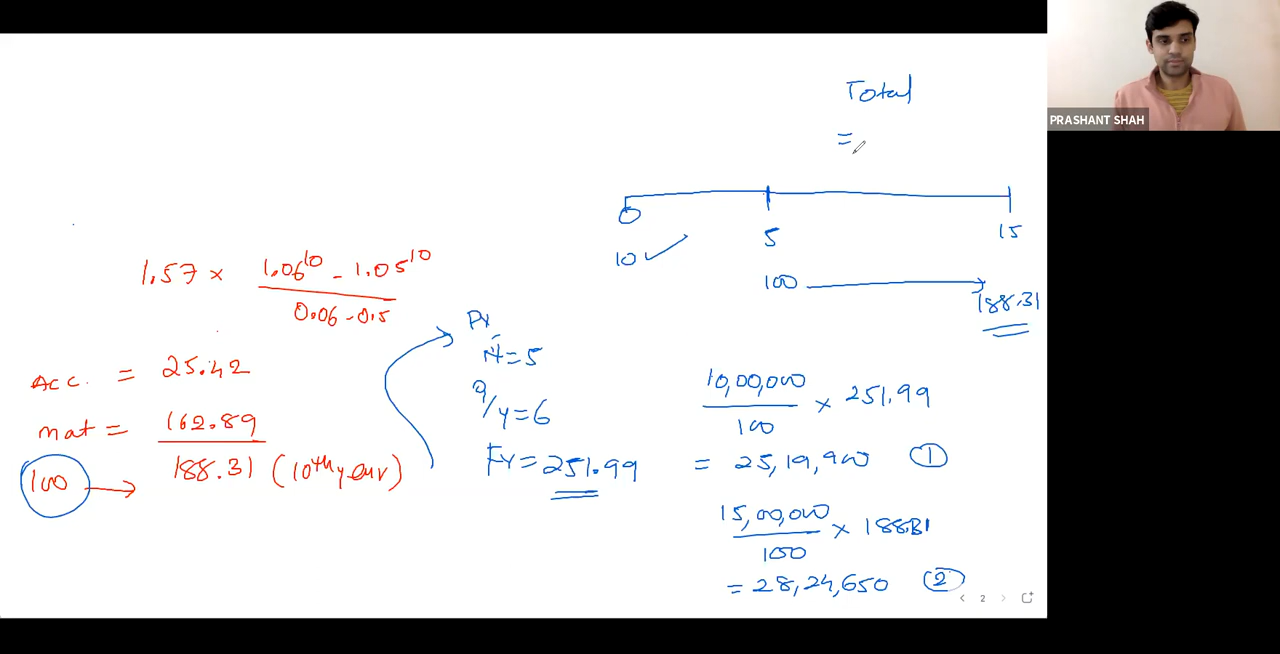 Total
=
0
5
15
10 ✓
100 → 188.31
1.57 × 1.06^10 - 1.05^10
0.06 - 0.5
Acc. = 25.42
mat = 162.89
188.31 (10th year)
100 →
PV
N = 5
I/Y = 6
FV = 251.99
10,00,000 × 251.99
100
= 25,19,900 ①
15,00,000 × 188.31
100
= 28,24,650 ②
PRASHANT SHAH
< 2 >